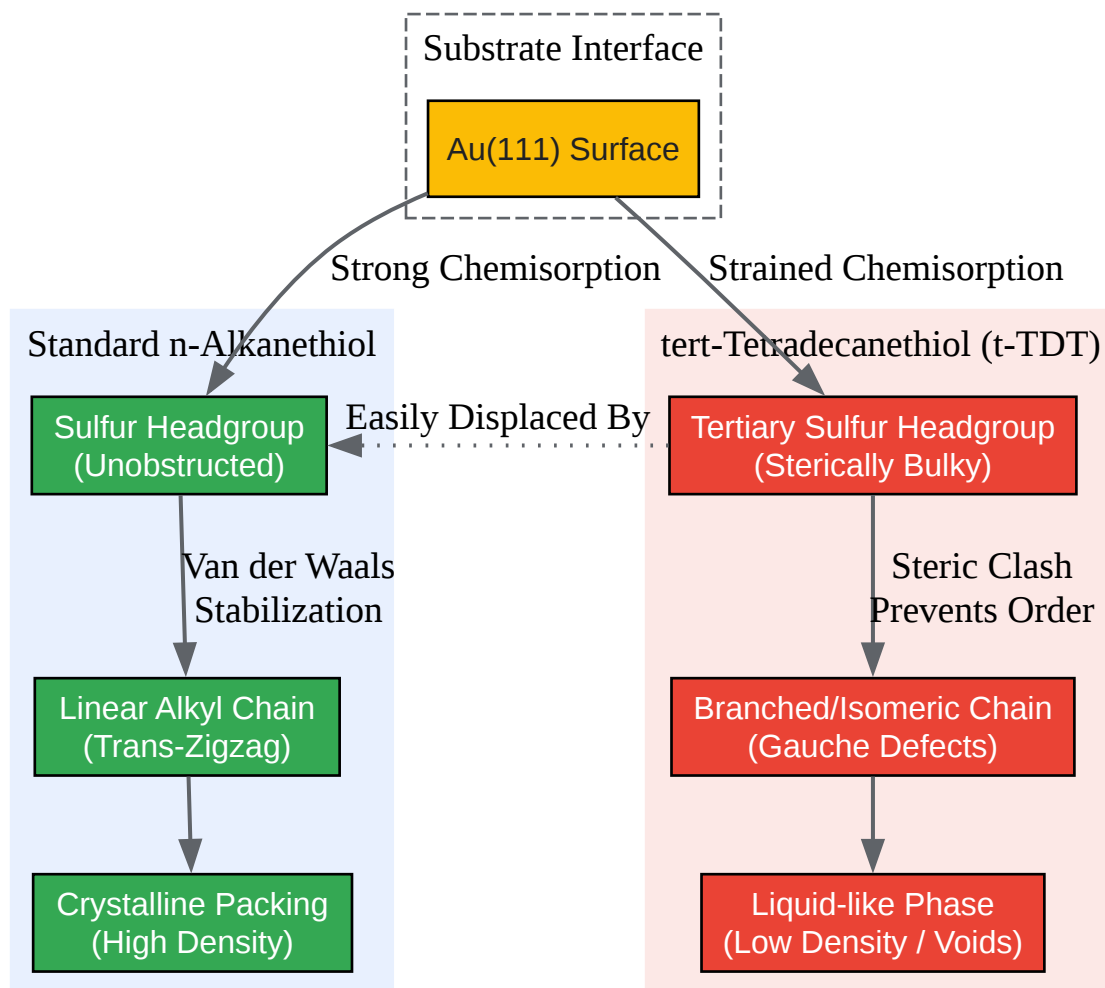 Substrate Interface
Au(111) Surface
Strong Chemisorption
Strained Chemisorption
Standard n-Alkanethiol
tert-Tetradecanethiol (t-TDT)
Sulfur Headgroup
(Unobstructed)
Easily Displaced By
Tertiary Sulfur Headgroup
(Sterically Bulky)
Van der Waals
Stabilization
Steric Clash
Prevents Order
Linear Alkyl Chain
(Trans-Zigzag)
Branched/Isomeric Chain
(Gauche Defects)
Crystalline Packing
(High Density)
Liquid-like Phase
(Low Density / Voids)